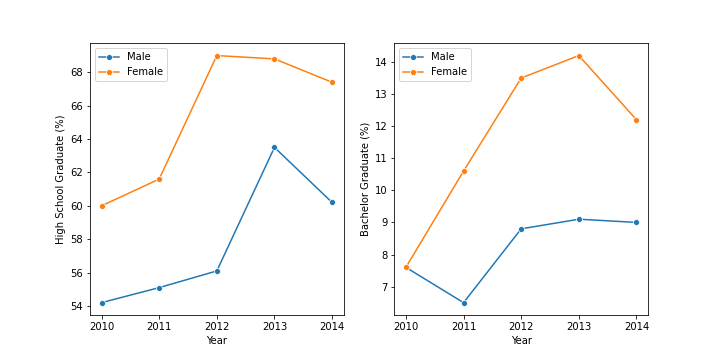 Male
Female
High School Graduate (%)
68
66
64
62
60
58
56
54
2010 2011 2012 2013 2014
Year
Male
Female
Bachelor Graduate (%)
14
13
12
11
10
9
8
7
2010 2011 2012 2013 2014
Year